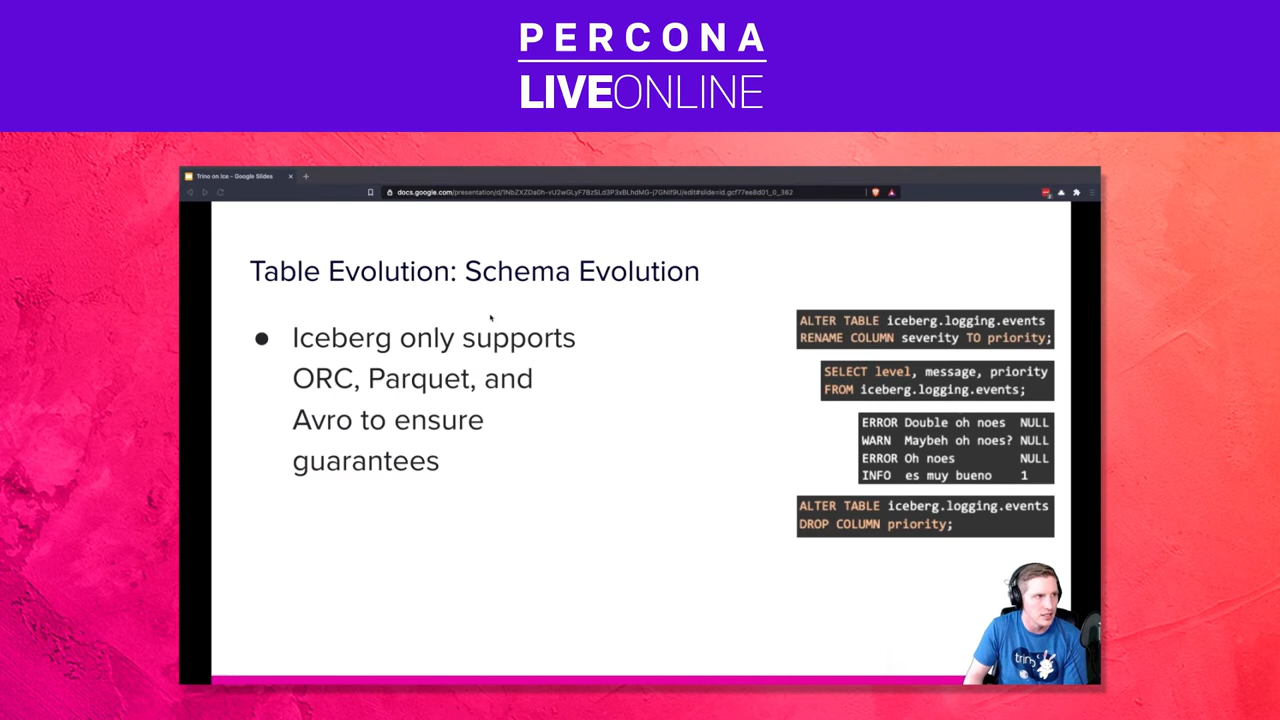 PERCONA
LIVEONLINE
Trino on Ice - Google Slides
Table Evolution: Schema Evolution
● Iceberg only supports
ORC, Parquet, and
Avro to ensure
guarantees
ALTER TABLE iceberg.logging.events
RENAME COLUMN severity TO priority;
SELECT level, message, priority
FROM iceberg.logging.events;
ERROR Double oh noes NULL
WARN Maybeh oh noes? NULL
ERROR Oh noes NULL
INFO es muy bueno 1
ALTER TABLE iceberg.logging.events
DROP COLUMN priority;
trino